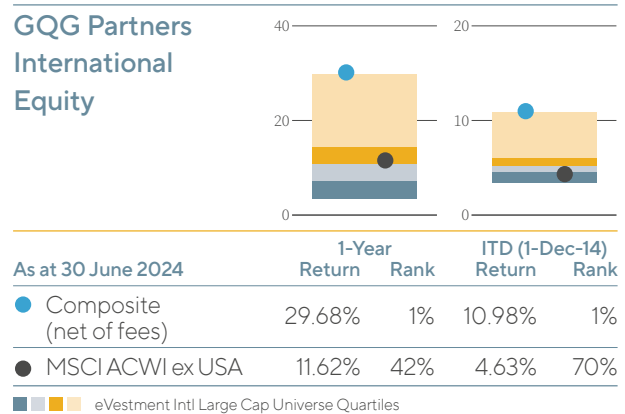 GQG Partners
International
Equity
40
20
0
20
10
0
1-Year
ITD (1-Dec-14)
As at 30 June 2024
Return
Rank
Return
Rank
Composite
(net of fees)
29.68%
1%
10.98%
1%
MSCI ACWI ex USA
11.62%
42%
4.63%
70%
eVestment Intl Large Cap Universe Quartiles